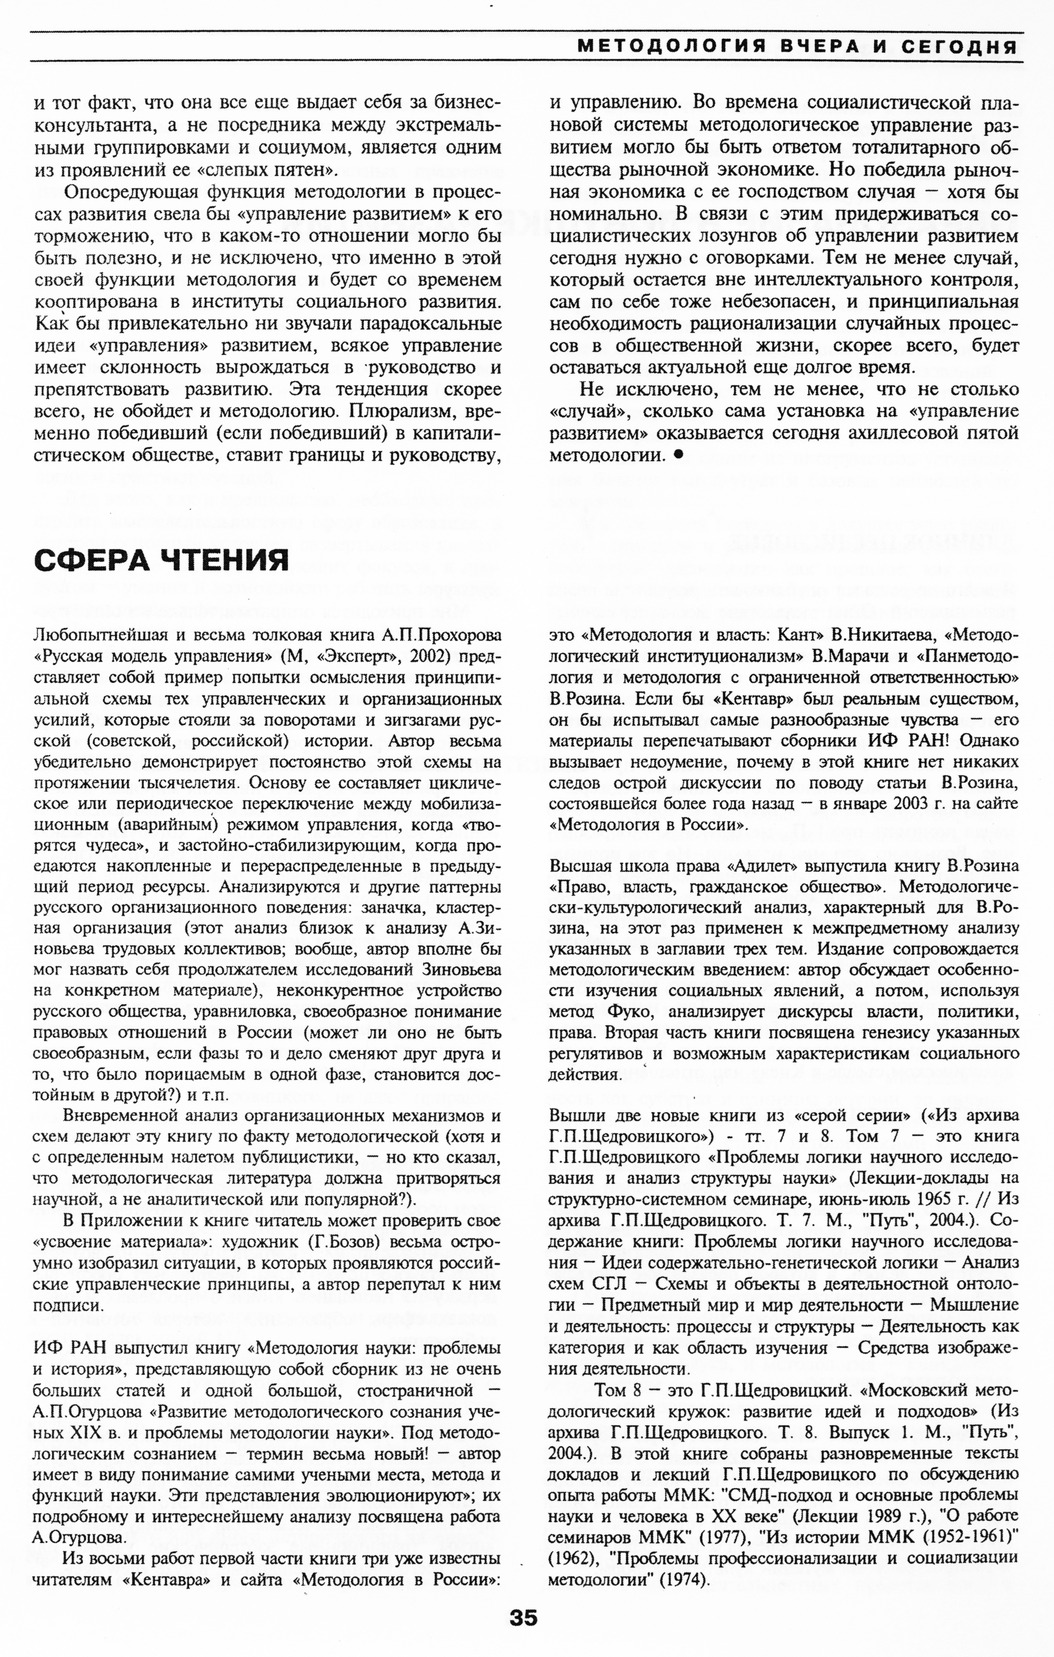 МЕТОДОЛОГИЯ ВЧЕРА И СЕГОДНЯ
и тот факт, что она все еще выдает себя за бизнес-
консультанта, а не посредника между экстремаль-
ными группировками и социумом, является одним
из проявлений ее «слепых пятен».
Опосредующая функция методологии в процес-
сах развития свела бы «управление развитием» к его
торможению, что в каком-то отношении могло бы
быть полезно, и не исключено, что именно в этой
своей функции методология и будет со временем
кооптирована в институты социального развития.
Как бы привлекательно ни звучали парадоксальные
идеи «управления» развитием, всякое управление
имеет склонность вырождаться в руководство и
препятствовать развитию. Эта тенденция скорее
всего, не обойдет и методологию. Плюрализм, вре-
менно победивший (если победивший) в капитали-
стическом обществе, ставит границы и руководству,
и управлению. Во времена социалистической пла-
новой системы методологическое управление раз-
витием могло бы быть ответом тоталитарного об-
щества рыночной экономике. Но победила рыноч-
ная экономика с ее господством случая — хотя бы
номинально. В связи с этим придерживаться со-
циалистических лозунгов об управлении развитием
сегодня нужно с оговорками. Тем не менее случай,
который остается вне интеллектуального контроля,
сам по себе тоже небезопасен, и принципиальная
необходимость рационализации случайных процес-
сов в общественной жизни, скорее всего, будет
оставаться актуальной еще долгое время.
Не исключено, тем не менее, что не столько
«случай», сколько сама установка на «управление
развитием» оказывается сегодня ахиллесовой пятой
методологии. ●
СФЕРА ЧТЕНИЯ
Любопытнейшая и весьма толковая книга А.П.Прохорова
«Русская модель управления» (М, «Эксперт», 2002) пред-
ставляет собой пример попытки осмысления принципи-
альной схемы тех управленческих и организационных
усилий, которые стояли за поворотами и зигзагами рус-
ской (советской, российской) истории. Автор весьма
убедительно демонстрирует постоянство этой схемы на
протяжении тысячелетия. Основу ее составляет цикличе-
ское или периодическое переключение между мобилиза-
ционным (аварийным) режимом управления, когда «тво-
рятся чудеса», и застойно-стабилизирующим, когда про-
едаются накопленные и перераспределенные в предыду-
щий период ресурсы. Анализируются и другие паттерны
русского организационного поведения: заначка, кластер-
ная организация (этот анализ близок к анализу А.Зи-
новьева трудовых коллективов; вообще, автор вполне бы
мог назвать себя продолжателем исследований Зиновьева
на конкретном материале), неконкурентное устройство
русского общества, уравниловка, своеобразное понимание
правовых отношений в России (может ли оно не быть
своеобразным, если фазы то и дело сменяют друг друга и
то, что было порицаемым в одной фазе, становится дос-
тойным в другой?) и т.п.
Вневременной анализ организационных механизмов и
схем делают эту книгу по факту методологической (хотя и
с определенным налетом публицистики, — но кто сказал,
что методологическая литература должна притворяться
научной, а не аналитической или популярной?).
В Приложении к книге читатель может проверить свое
«усвоение материала»: художник (Г.Бозов) весьма остро-
умно изобразил ситуации, в которых проявляются россий-
ские управленческие принципы, а автор перепутал к ним
подписи.
ИФ РАН выпустил книгу «Методология науки: проблемы
и история», представляющую собой сборник из не очень
больших статей и одной большой, стостраничной —
А.П.Огурцова «Развитие методологического сознания уче-
ных XIX в. и проблемы методологии науки». Под методо-
логическим сознанием — термин весьма новый! — автор
имеет в виду понимание самими учеными места, метода и
функций науки. Эти представления эволюционируют»; их
подробному и интереснейшему анализу посвящена работа
А.Огурцова.
Из восьми работ первой части книги три уже известны
читателям «Кентавра» и сайта «Методология в России»:
это «Методология и власть: Кант» В.Никитаева, «Методо-
логический институционализм» В.Марачи и «Панметодо-
логия и методология с ограниченной ответственностью»
В.Розина. Если бы «Кентавр» был реальным существом,
он бы испытывал самые разнообразные чувства — его
материалы перепечатывают сборники ИФ РАН! Однако
вызывает недоумение, почему в этой книге нет никаких
следов острой дискуссии по поводу статьи В.Розина,
состоявшейся более года назад — в январе 2003 г. на сайте
«Методология в России».
Высшая школа права «Адилет» выпустила книгу В.Розина
«Право, власть, гражданское общество». Методологиче-
ски-культурологический анализ, характерный для В.Ро-
зина, на этот раз применен к межпредметному анализу
указанных в заглавии трех тем. Издание сопровождается
методологическим введением: автор обсуждает особенно-
сти изучения социальных явлений, а потом, используя
метод Фуко, анализирует дискурсы власти, политики,
права. Вторая часть книги посвящена генезису указанных
регулятивов и возможным характеристикам социального
действия.
Вышли две новые книги из «серой серии» («Из архива
Г.П.Щедровицкого») - тт. 7 и 8. Том 7 — это книга
Г.П.Щедровицкого «Проблемы логики научного исследо-
вания и анализ структуры науки» (Лекции-доклады на
структурно-системном семинаре, июнь-июль 1965 г. // Из
архива Г.П.Щедровицкого. Т. 7. М., "Путь", 2004.). Со-
держание книги: Проблемы логики научного исследова-
ния — Идеи содержательно-генетической логики — Анализ
схем СГЛ — Схемы и объекты в деятельностной онтоло-
гии — Предметный мир и мир деятельности — Мышление
и деятельность: процессы и структуры — Деятельность как
категория и как область изучения — Средства изображе-
ния деятельности.
Том 8 — это Г.П.Щедровицкий. «Московский мето-
дологический кружок: развитие идей и подходов» (Из
архива Г.П.Щедровицкого. Т. 8. Выпуск 1. М., "Путь",
2004.). В этой книге собраны разновременные тексты
докладов и лекций Г.П.Щедровицкого по обсуждению
опыта работы ММК: "СМД-подход и основные проблемы
науки и человека в XX веке" (Лекции 1989 г.), "О работе
семинаров ММК" (1977), "Из истории ММК (1952-1961)"
(1962), "Проблемы профессионализации и социализации
методологии" (1974).
35